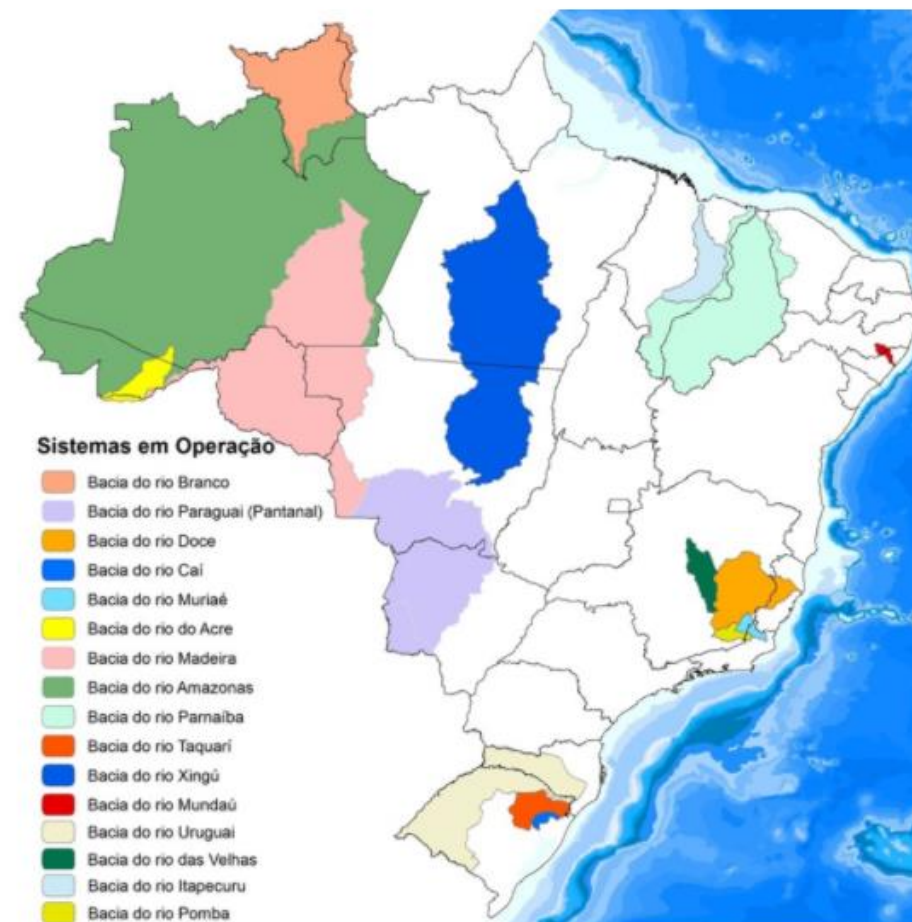 Sistemas em Operação
Bacia do rio Branco
Bacia do rio Paraguai (Pantanal)
Bacia do rio Doce
Bacia do rio Caí
Bacia do rio Muriaé
Bacia do rio do Acre
Bacia do rio Madeira
Bacia do rio Amazonas
Bacia do rio Parnaíba
Bacia do rio Taquarí
Bacia do rio Xingú
Bacia do rio Mundaú
Bacia do rio Uruguai
Bacia do rio das Velhas
Bacia do rio Itapecuru
Bacia do rio Pomba